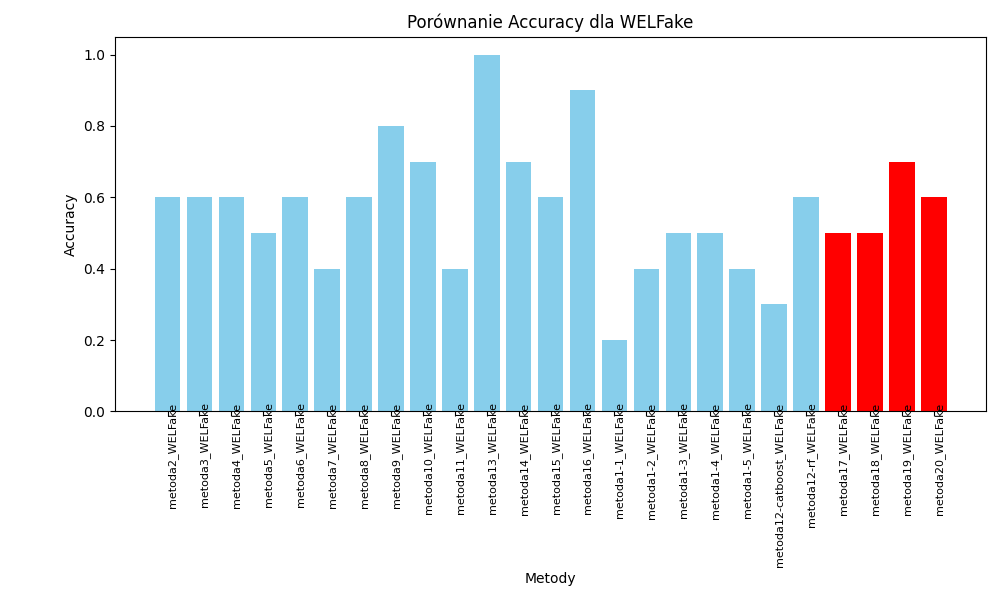 Porównanie Accuracy dla WELFake
Accuracy
1.0
0.8
0.6
0.4
0.2
0.0
metoda2_WELFake
metoda3_WELFake
metoda4_WELFake
metoda5_WELFake
metoda6_WELFake
metoda7_WELFake
metoda8_WELFake
metoda9_WELFake
metoda10_WELFake
metoda11_WELFake
metoda13_WELFake
metoda14_WELFake
metoda15_WELFake
metoda16_WELFake
metoda1-1_WELFake
metoda1-2_WELFake
metoda1-3_WELFake
metoda1-4_WELFake
metoda1-5_WELFake
metoda12-catboost_WELFake
metoda12-rf_WELFake
metoda17_WELFake
metoda18_WELFake
metoda19_WELFake
metoda20_WELFake
Metody